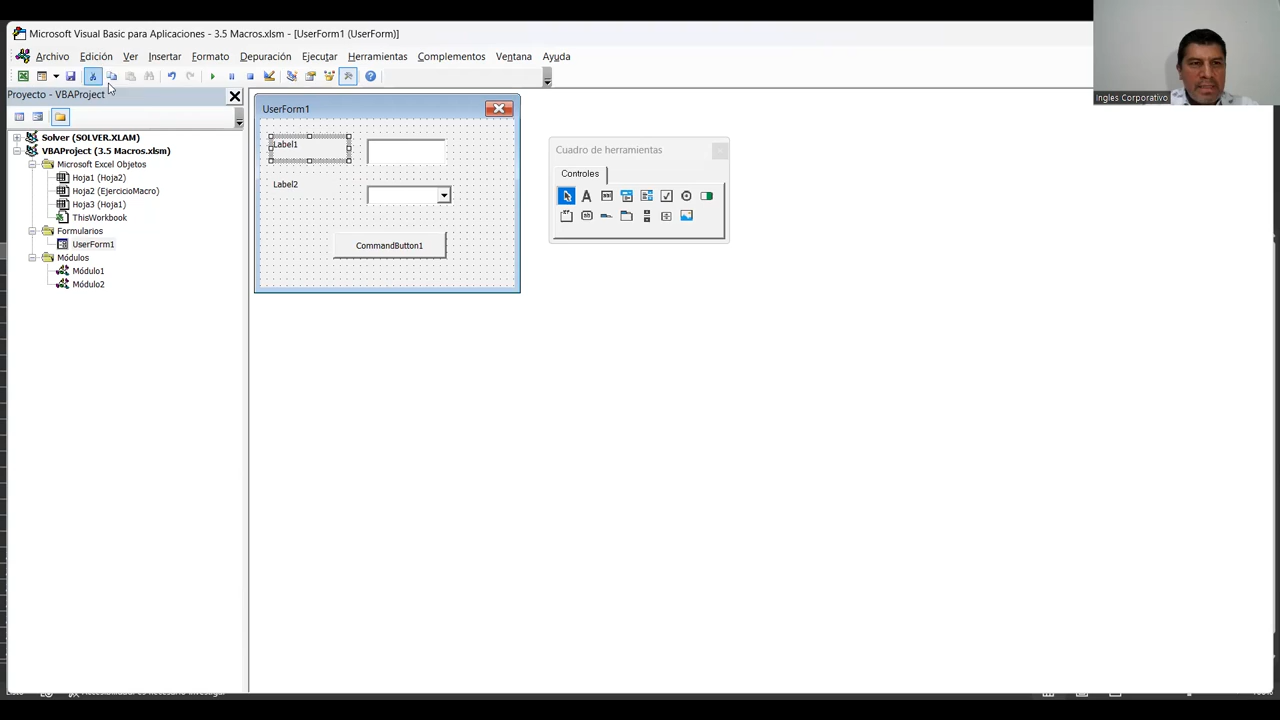 Microsoft Visual Basic para Aplicaciones - 3.5 Macros.xlsm - [UserForm1 (UserForm)]
Archivo Edición Ver Insertar Formato Depuración Ejecutar Herramientas Complementos Ventana Ayuda
Ingles Corporativo
Proyecto - VBAProject
Solver (SOLVER.XLAM)
VBAProject (3.5 Macros.xlsm)
Microsoft Excel Objetos
Hoja1 (Hoja2)
Hoja2 (EjercicioMacro)
Hoja3 (Hoja1)
ThisWorkbook
Formularios
UserForm1
Módulos
Módulo1
Módulo2
UserForm1
Label1
Label2
CommandButton1
Cuadro de herramientas
Controles